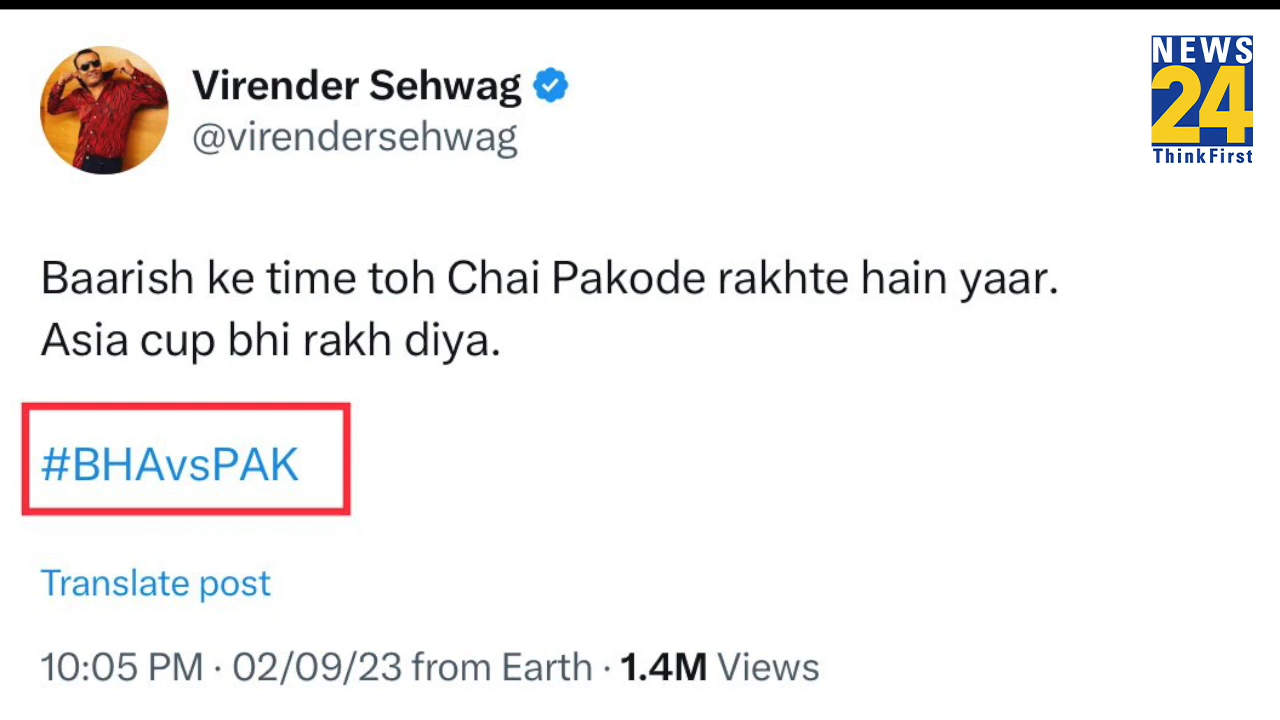 Virender Sehwag
@virendersehwag
NEWS
24
ThinkFirst
Baarish ke time toh Chai Pakode rakhte hain yaar.
Asia cup bhi rakh diya.
#BHAvsPAK
Translate post
10:05 PM · 02/09/23 from Earth · 1.4M Views